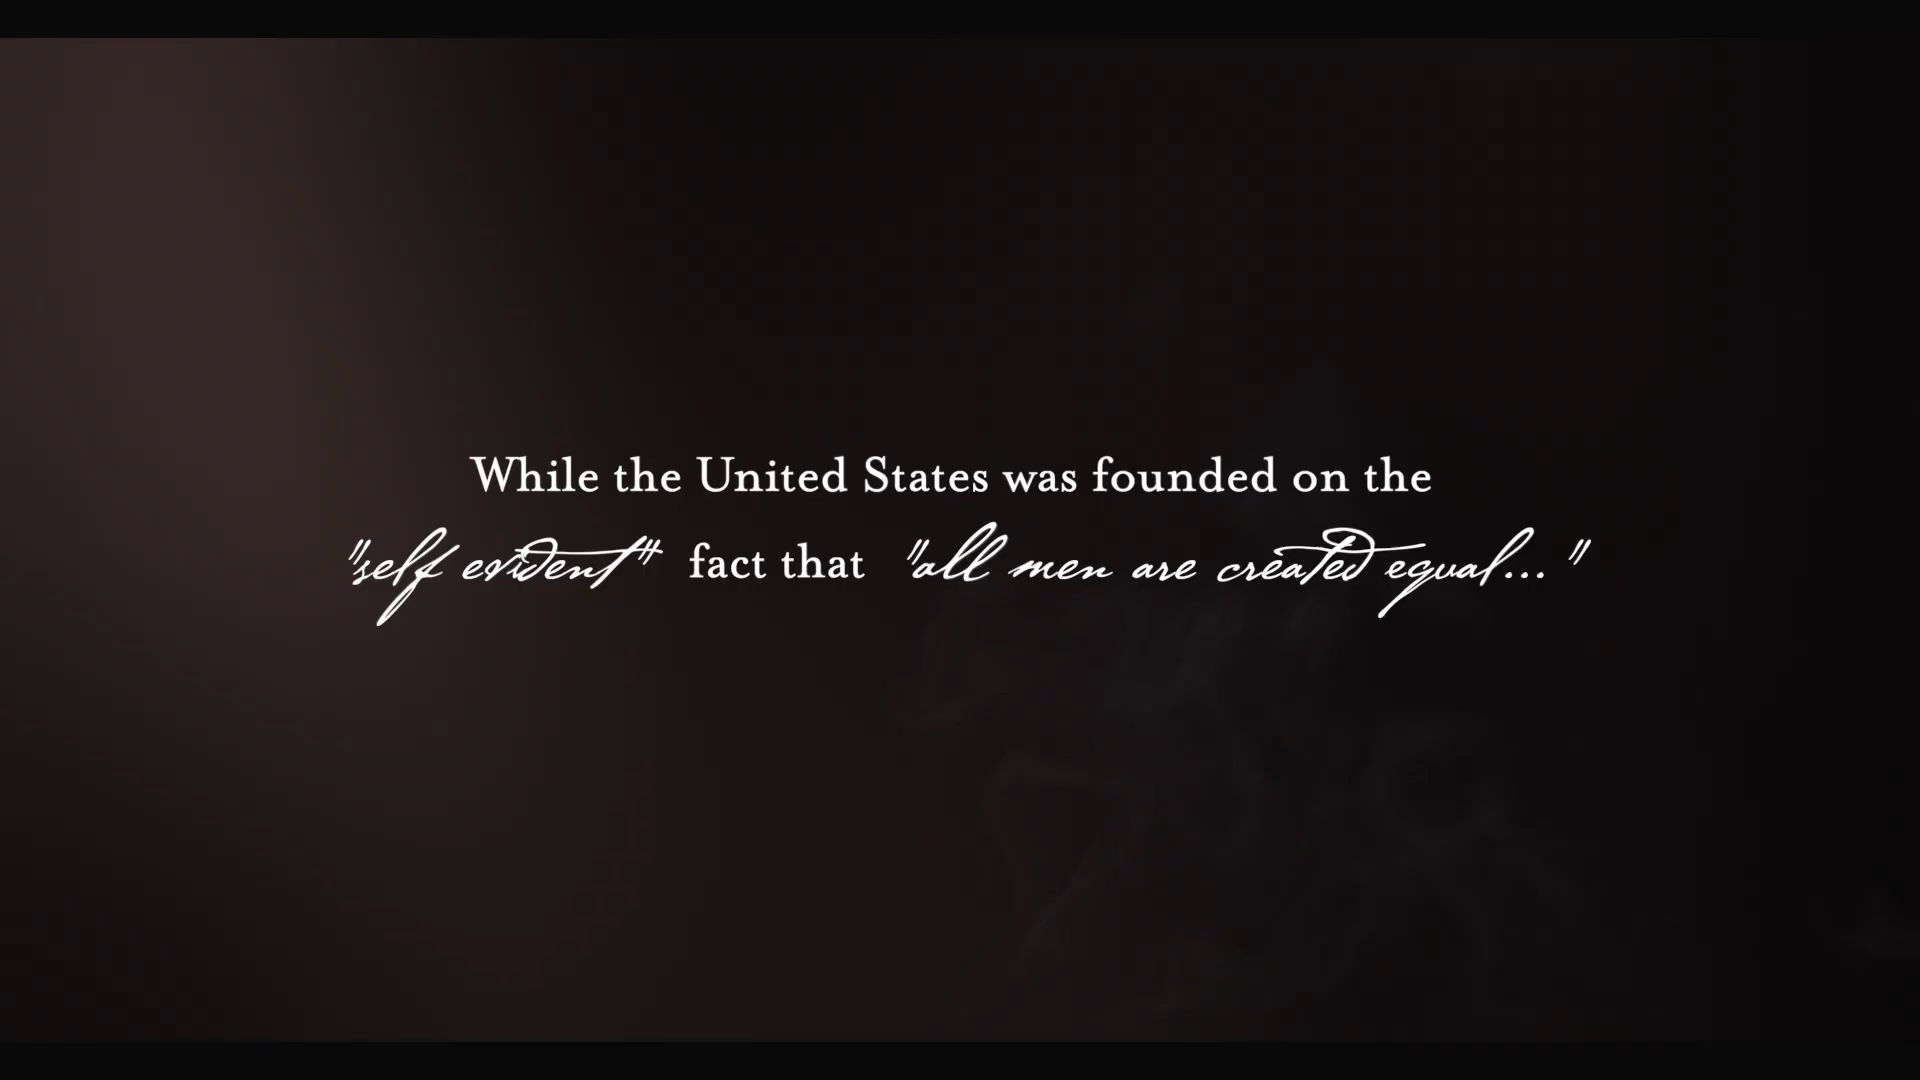 While the United States was founded on the
"self evident" fact that "all men are created equal..."